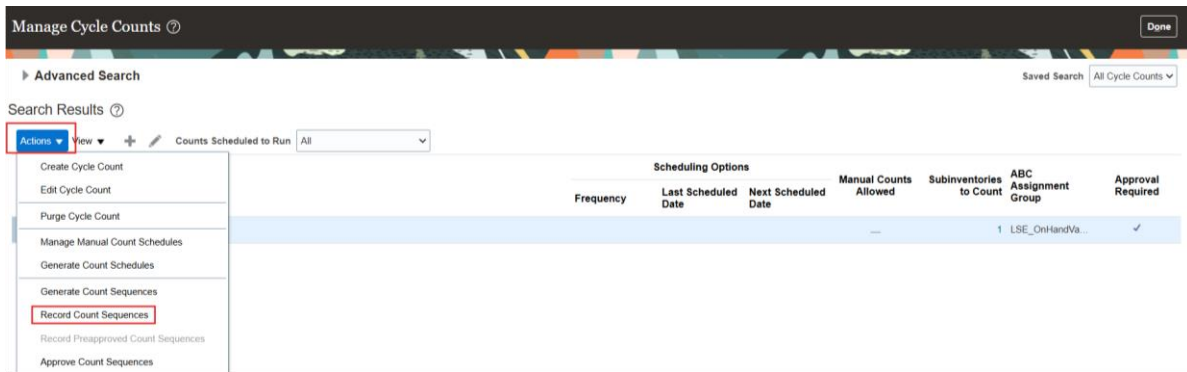 Manage Cycle Counts
Done
Advanced Search
Saved Search All Cycle Counts
Search Results
Actions View Counts Scheduled to Run All
Create Cycle Count
Edit Cycle Count
Purge Cycle Count
Manage Manual Count Schedules
Generate Count Schedules
Generate Count Sequences
Record Count Sequences
Record Preapproved Count Sequences
Approve Count Sequences
Scheduling Options
Frequency
Last Scheduled
Date
Next Scheduled
Date
Manual Counts
Allowed
Subinventories
to Count
ABC
Assignment
Group
Approval
Required
1 LSE_OnHandVa...